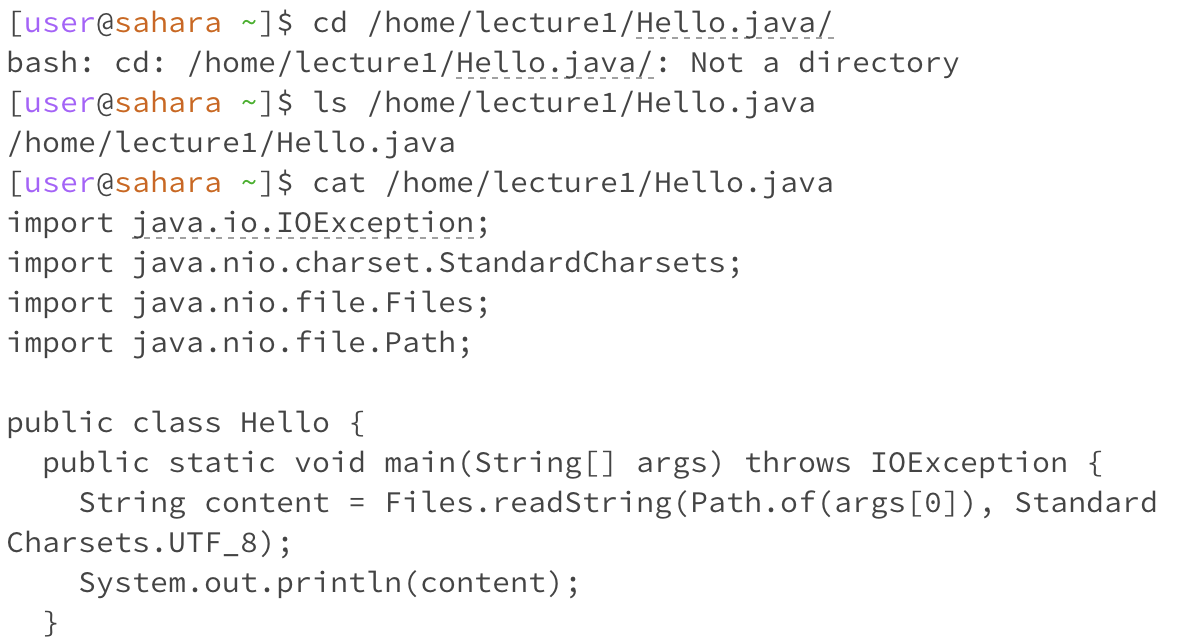 [user@sahara ~]$ cd /home/lecture1/Hello.java/
bash: cd: /home/lecture1/Hello.java/: Not a directory
[user@sahara ~]$ ls /home/lecture1/Hello.java
/home/lecture1/Hello.java
[user@sahara ~]$ cat /home/lecture1/Hello.java
import java.io.IOException;
import java.nio.charset.StandardCharsets;
import java.nio.file.Files;
import java.nio.file.Path;

public class Hello {
  public static void main(String[] args) throws IOException {
    String content = Files.readString(Path.of(args[0]), Standard
Charsets.UTF_8);
    System.out.println(content);
  }